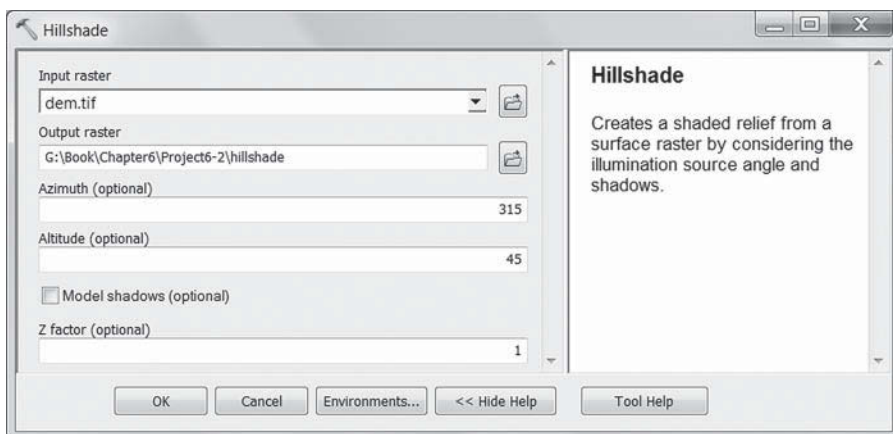 Hillshade
Input raster
dem.tif
Output raster
G:\Book\Chapter6\Project6-2\hillshade
Azimuth (optional)
315
Altitude (optional)
45
Model shadows (optional)
Z factor (optional)
1
Hillshade
Creates a shaded relief from a
surface raster by considering the
illumination source angle and
shadows.
OK
Cancel
Environments...
<< Hide Help
Tool Help